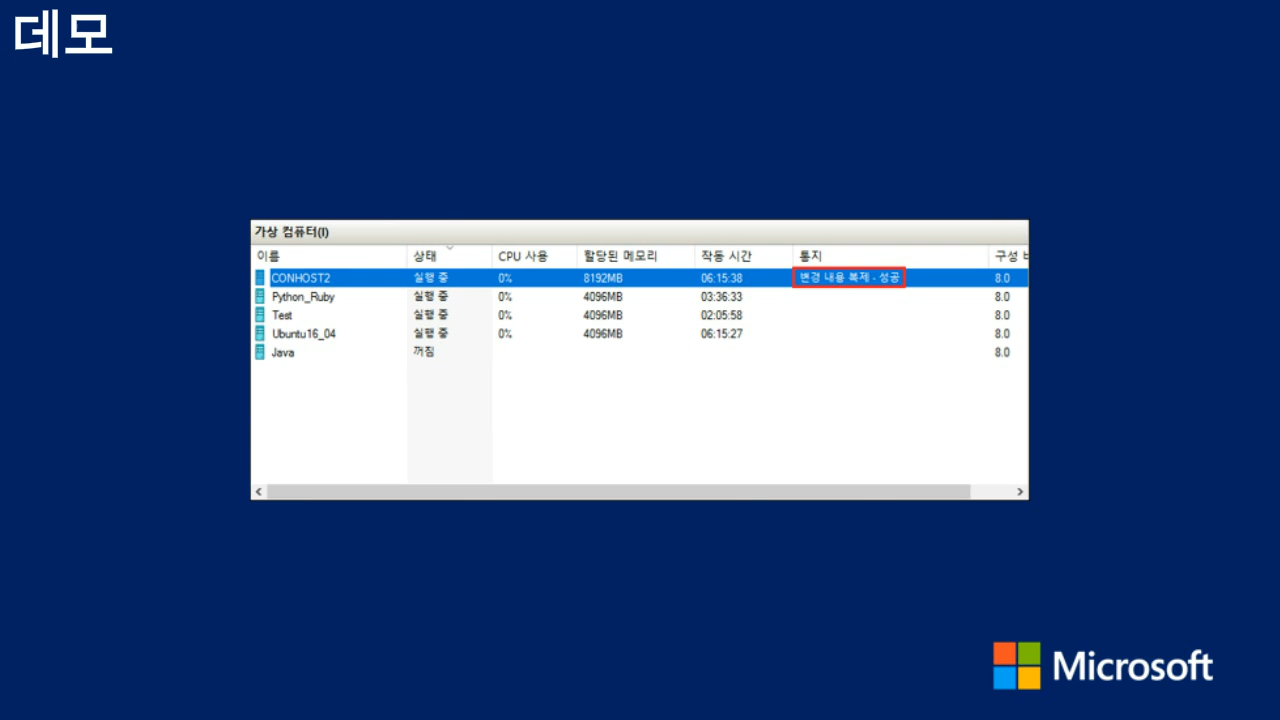 데모
가상 컴퓨터(I)
이름 상태 CPU 사용 할당된 메모리 작동 시간 통지 구성 버
CONHOST2 실행 중 0% 8192MB 06:15:38 변경 내용 복제 - 성공 8.0
Python_Ruby 실행 중 0% 4096MB 03:36:33 8.0
Test 실행 중 0% 4096MB 02:05:58 8.0
Ubuntu16_04 실행 중 0% 4096MB 06:15:27 8.0
Java 꺼짐 8.0
Microsoft